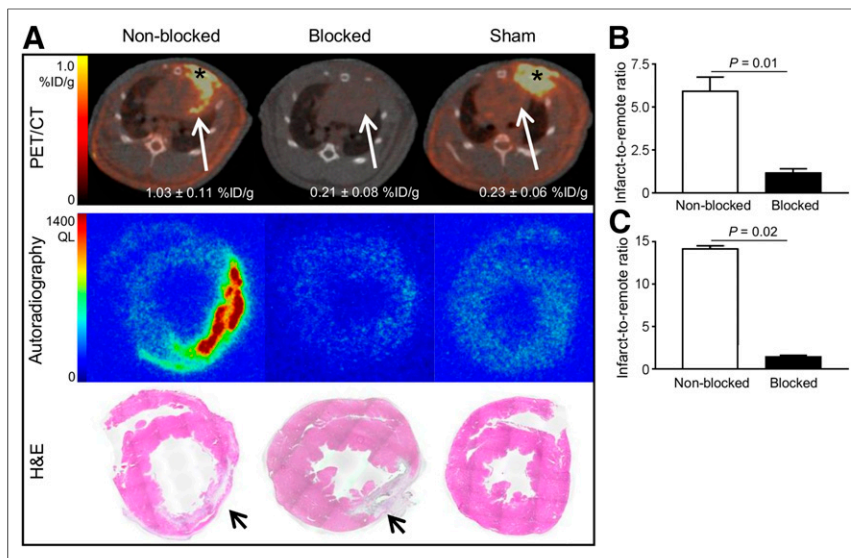 A
Non-blocked
Blocked
Sham
1.0
%ID/g
0
PET/CT
*
*
1.03 ± 0.11 %ID/g
0.21 ± 0.08 %ID/g
0.23 ± 0.06 %ID/g
1400
QL
0
Autoradiography
H&E
B
P = 0.01
7.5
5.0
2.5
0
Infarct-to-remote ratio
Non-blocked
Blocked
C
P = 0.02
15
10
5
0
Infarct-to-remote ratio
Non-blocked
Blocked